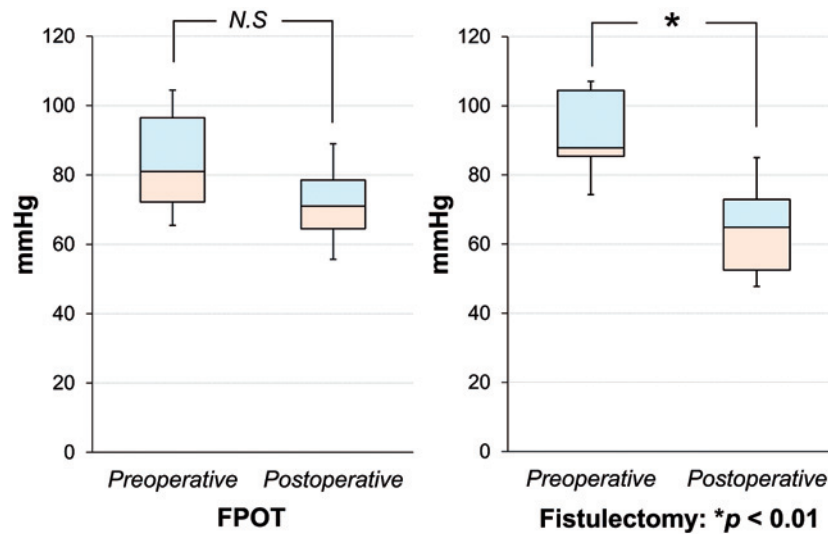 N.S
120
100
80
60
40
20
0
mmHg
Preoperative Postoperative
FPOT
*
120
100
80
60
40
20
0
mmHg
Preoperative Postoperative
Fistulectomy: *p < 0.01